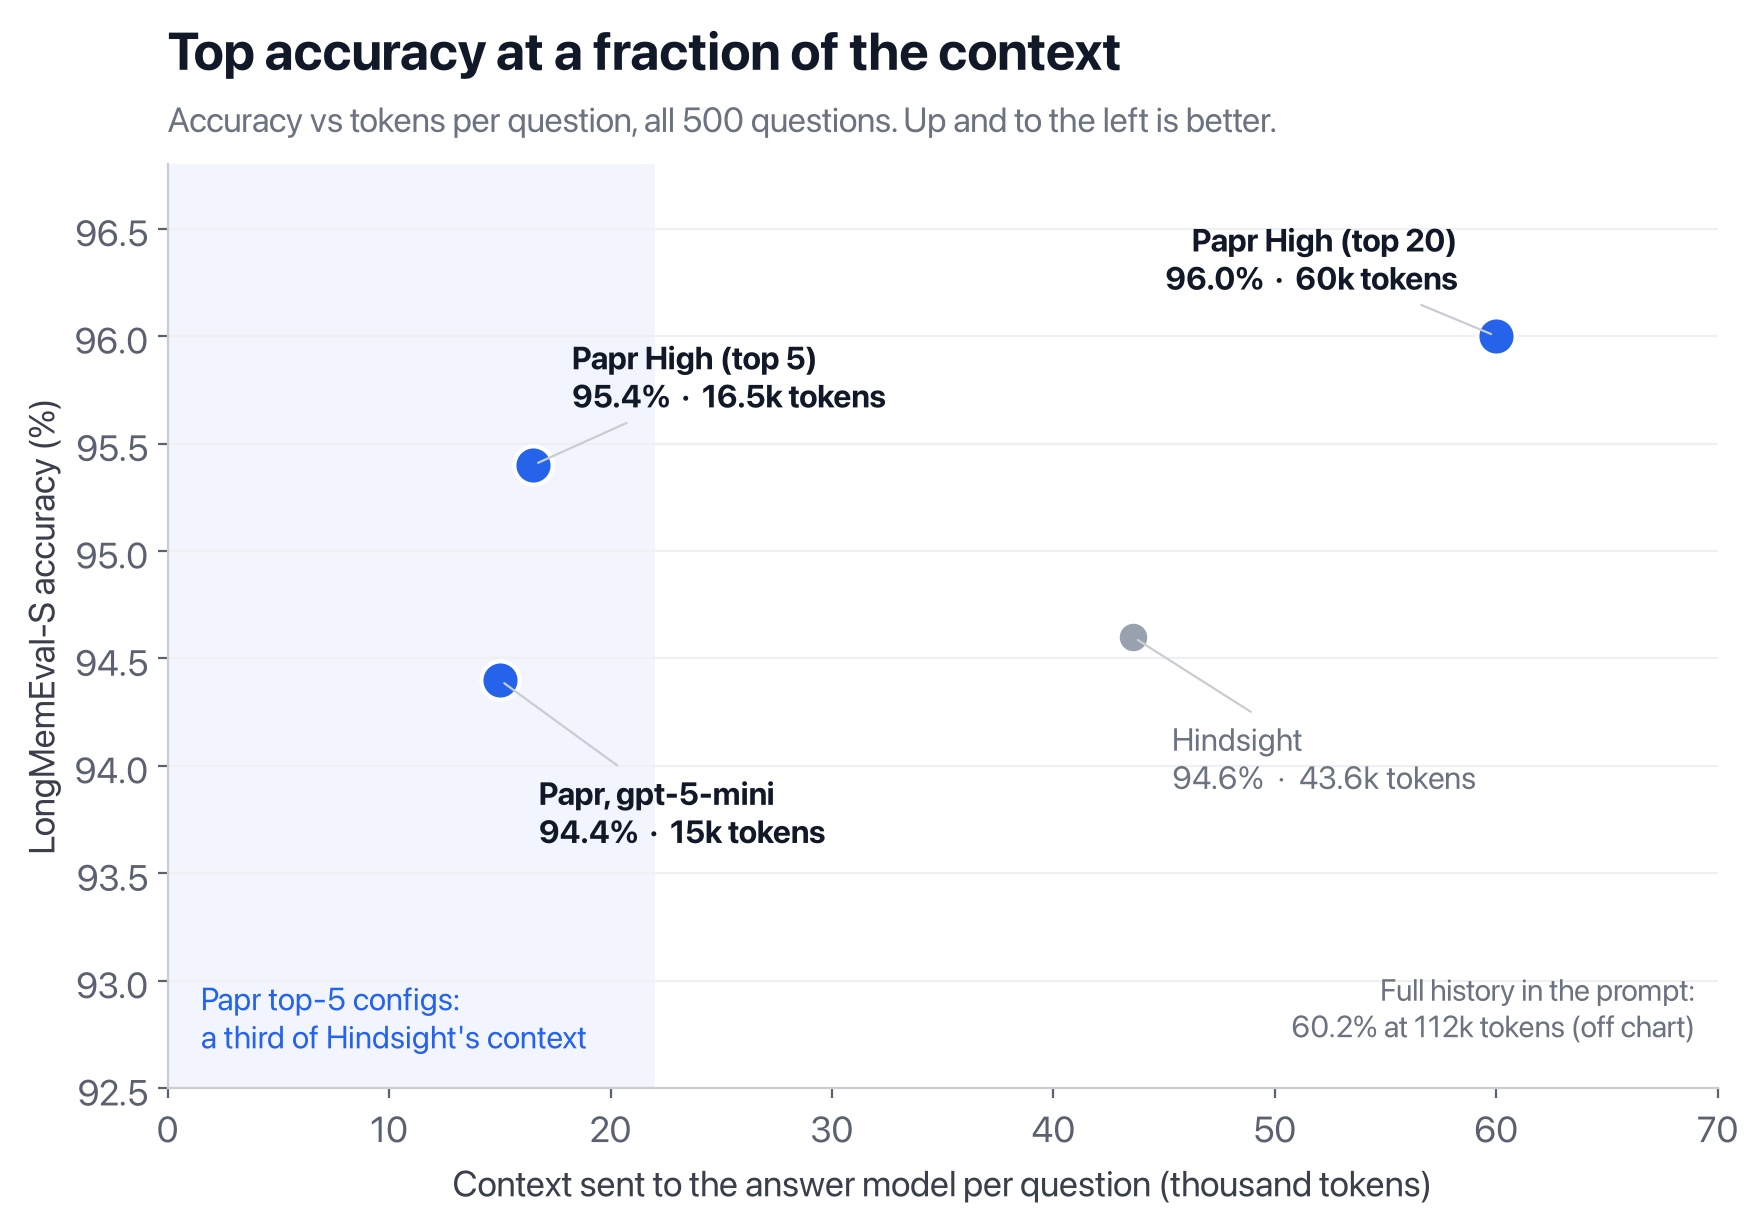 Top accuracy at a fraction of the context
Accuracy vs tokens per question, all 500 questions. Up and to the left is better.
LongMemEval-S accuracy (%)
96.5
96.0
95.5
95.0
94.5
94.0
93.5
93.0
92.5
Papr High (top 20)
96.0% · 60k tokens
Papr High (top 5)
95.4% · 16.5k tokens
Hindsight
94.6% · 43.6k tokens
Papr, gpt-5-mini
94.4% · 15k tokens
Papr top-5 configs:
a third of Hindsight's context
Full history in the prompt:
60.2% at 112k tokens (off chart)
0 10 20 30 40 50 60 70
Context sent to the answer model per question (thousand tokens)